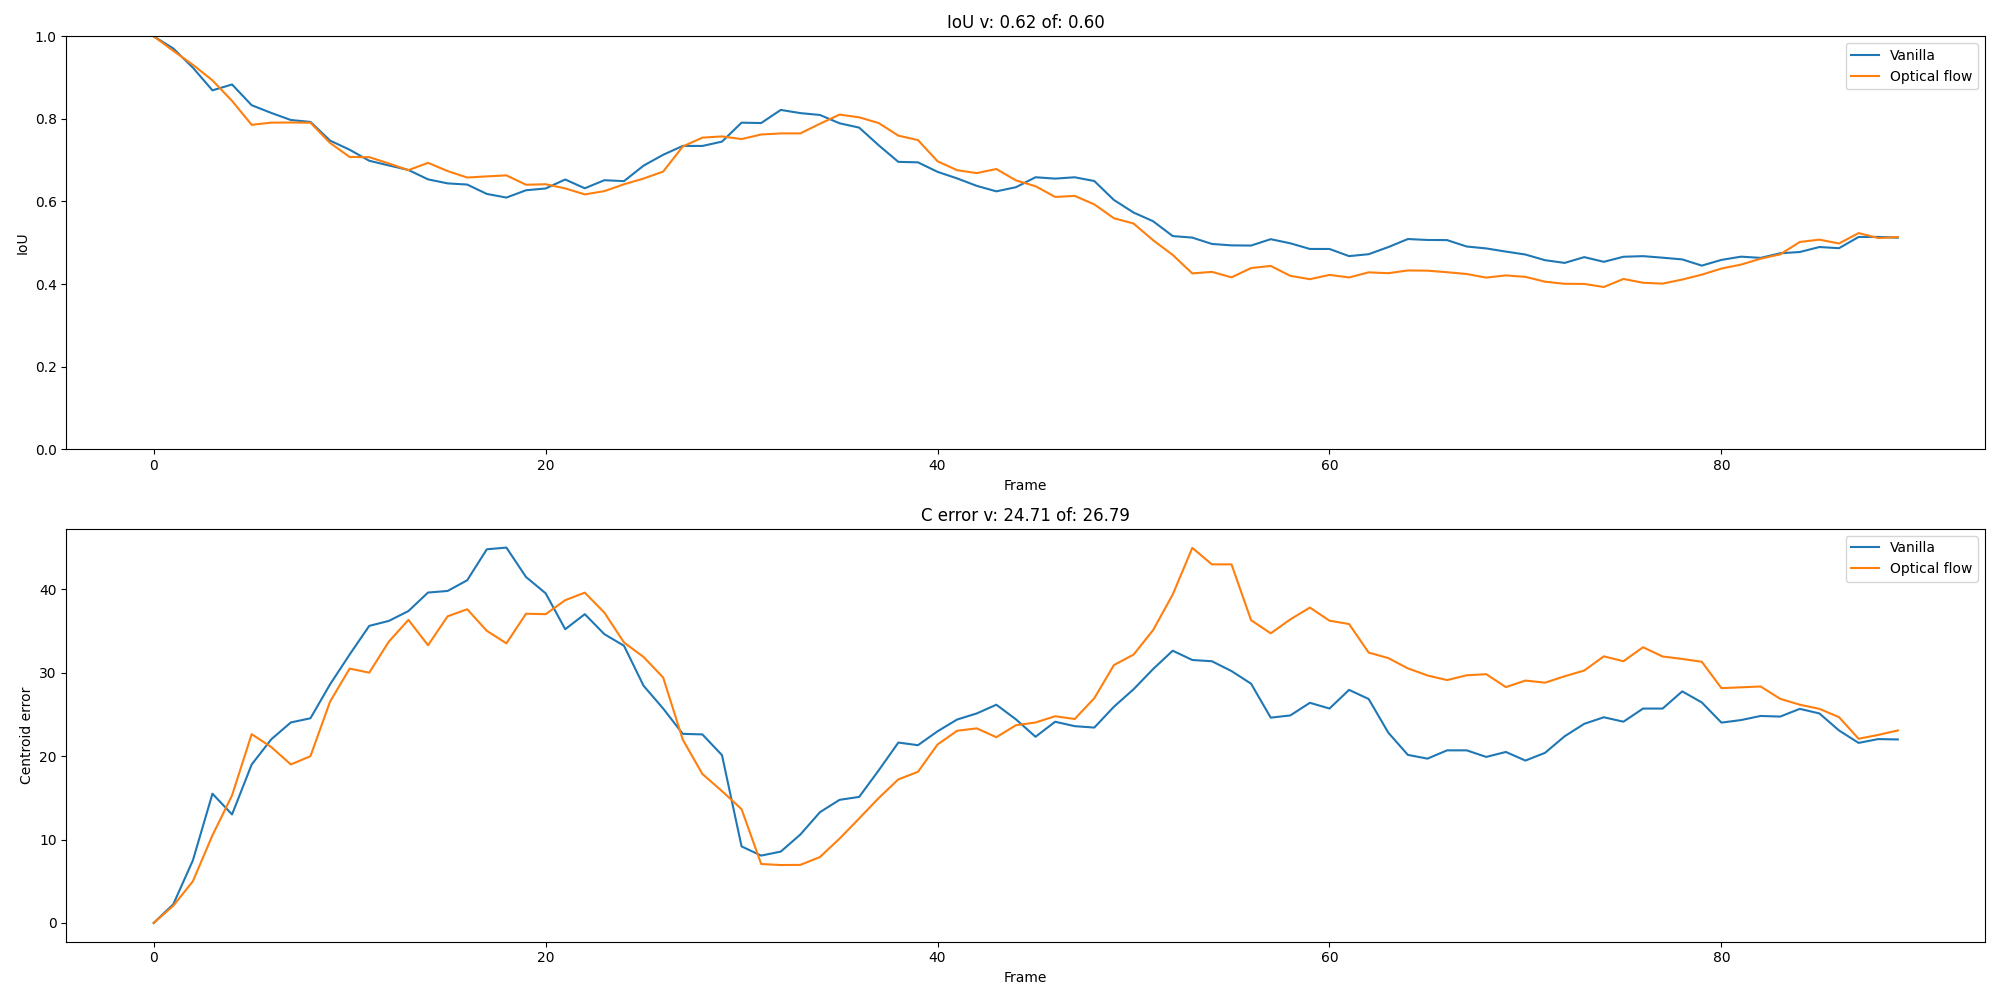 IoU v: 0.62 of: 0.60
1.0
0.8
0.6
0.4
0.2
0.0
IoU
Vanilla
Optical flow
0 20 40 60 80
Frame
C error v: 24.71 of: 26.79
40
30
20
10
0
Centroid error
Vanilla
Optical flow
0 20 40 60 80
Frame